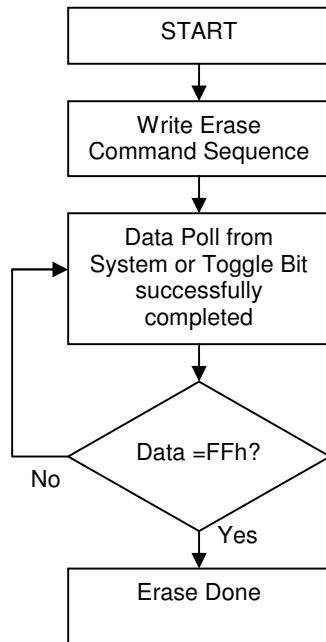 START
Write Erase
Command Sequence
Data Poll from
System or Toggle Bit
successfully
completed
Data =FFh?
No
Yes
Erase Done